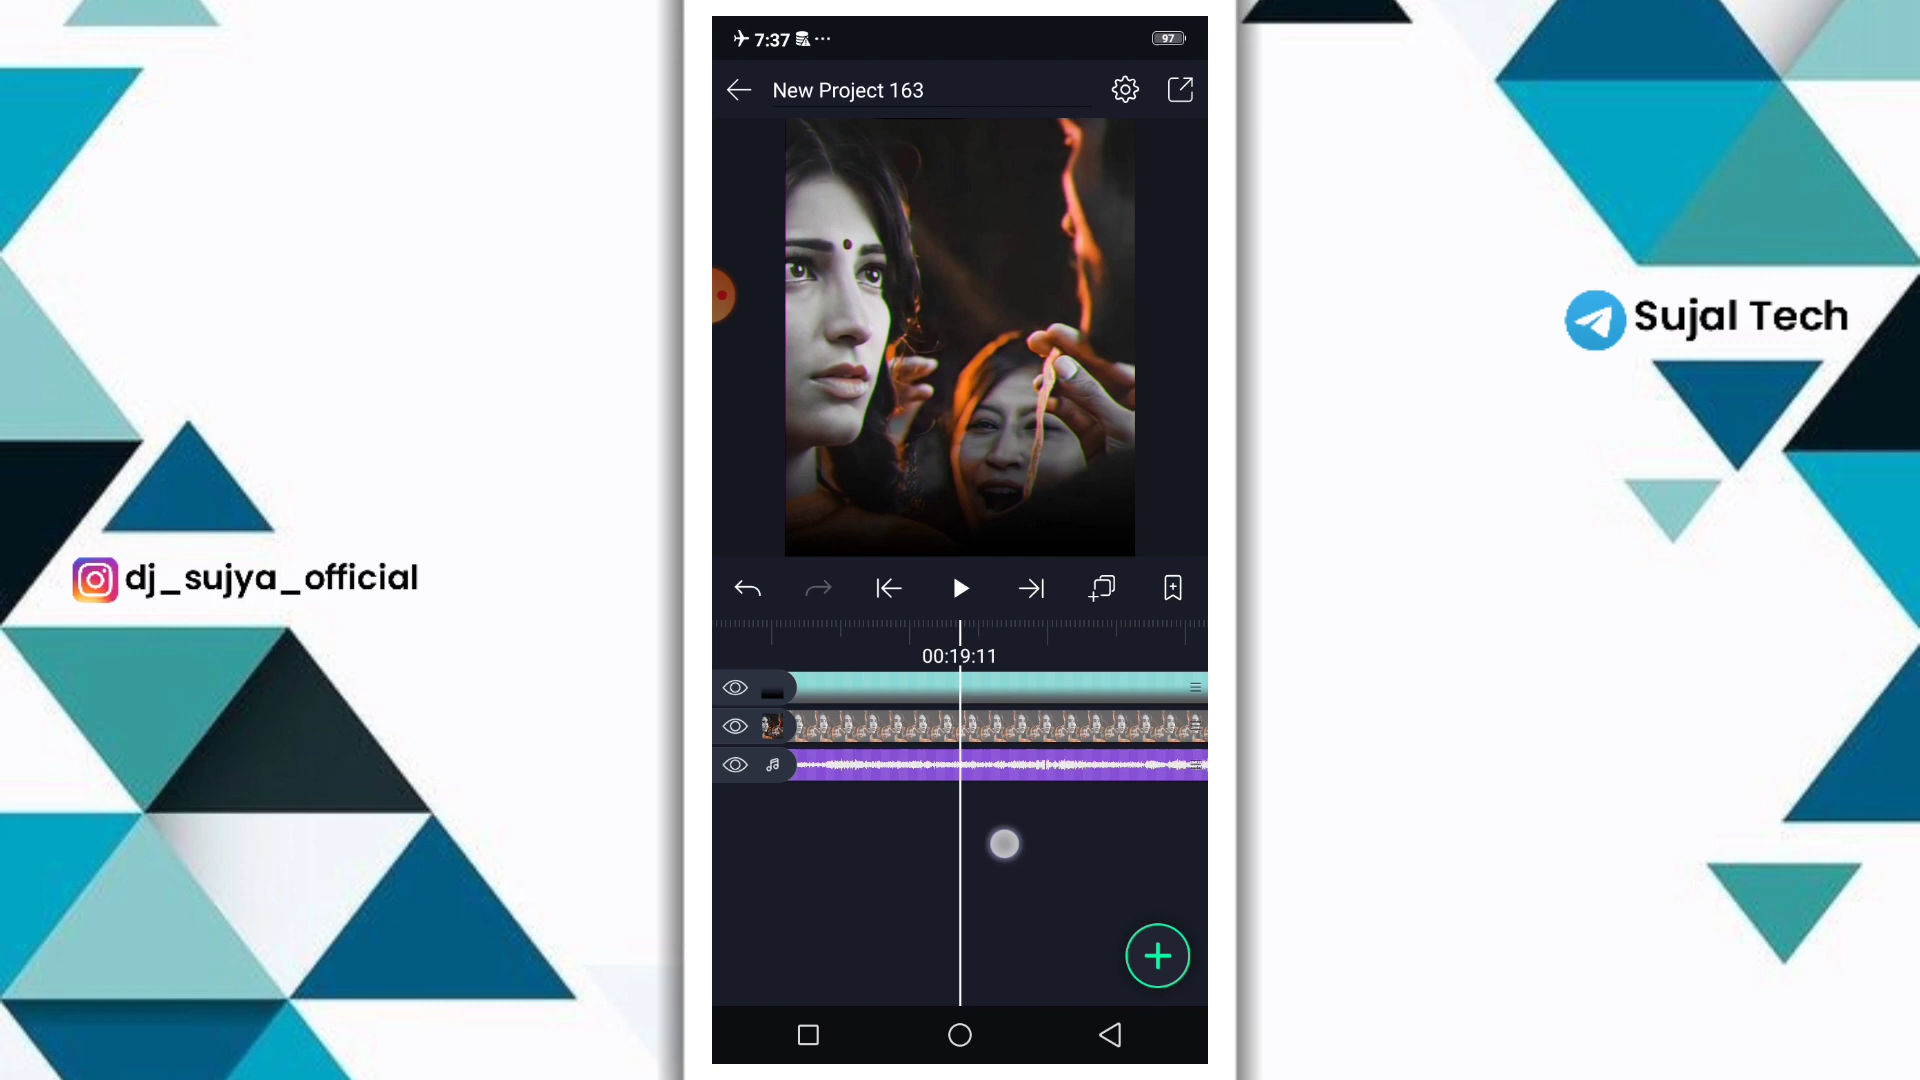 7:37
97
New Project 163
Sujal Tech
dj_sujya_official
00:19:11